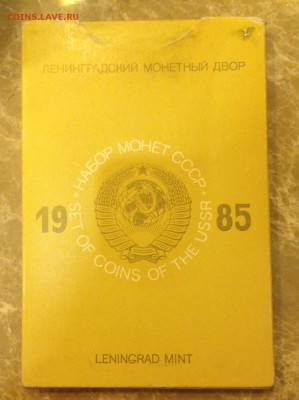 COINS.LAVE.RU
ЛЕНИНГРАДСКИЙ МОНЕТНЫЙ ДВОР
· НАБОР МОНЕТ СССР ·
19 85
SET OF COINS OF THE USSR
LENINGRAD MINT